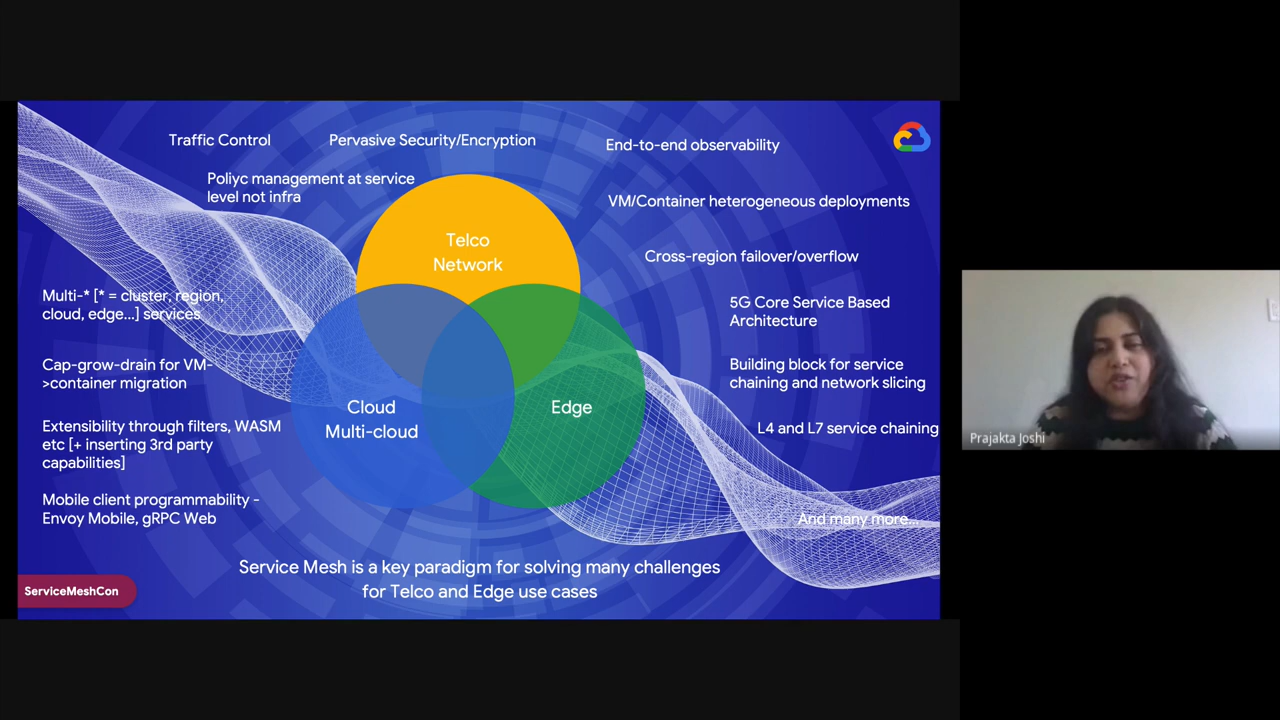 Traffic Control
Pervasive Security/Encryption
End-to-end observability
Poliyc management at service
level not infra
VM/Container heterogeneous deployments
Telco
Network
Cross-region failover/overflow
Multi-* [* = cluster, region,
cloud, edge...] services
5G Core Service Based
Architecture
Cap-grow-drain for VM-
>container migration
Building block for service
chaining and network slicing
Cloud
Multi-cloud
Edge
Extensibility through filters, WASM
etc [+ inserting 3rd party
capabilities]
L4 and L7 service chaining
Mobile client programmability -
Envoy Mobile, gRPC Web
And many more...
Service Mesh is a key paradigm for solving many challenges
for Telco and Edge use cases
ServiceMeshCon
Prajakta Joshi